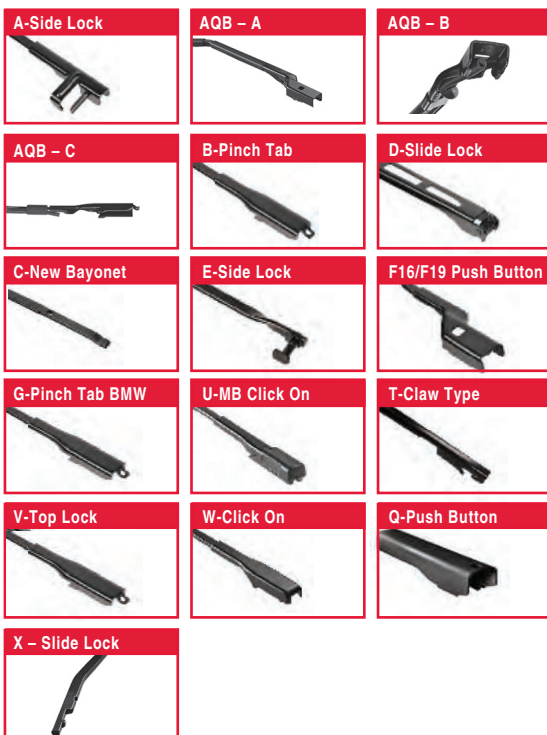 A-Side Lock
AQB – A
AQB – B
AQB – C
B-Pinch Tab
D-Slide Lock
C-New Bayonet
E-Side Lock
F16/F19 Push Button
G-Pinch Tab BMW
U-MB Click On
T-Claw Type
V-Top Lock
W-Click On
Q-Push Button
X – Slide Lock